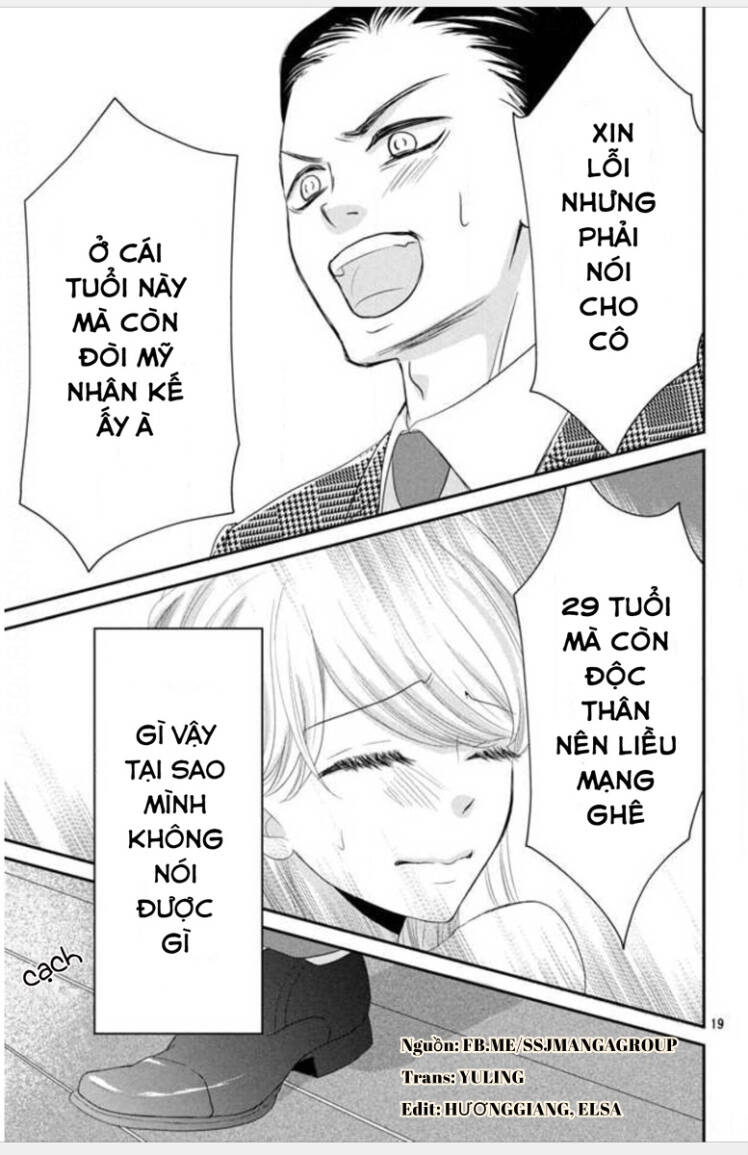 XIN
LỖI
NHƯNG
PHẢI
NÓI
CHO
CÔ
Ở CÁI
TUỔI NÀY
MÀ CÒN
ĐÒI MỸ
NHÂN KẾ
ẤY À
29 TUỔI
MÀ CÒN
ĐỘC
THÂN
NÊN LIỀU
MẠNG
GHÊ
GÌ VẬY
TẠI SAO
MÌNH
KHÔNG
NÓI
ĐƯỢC
GÌ
cạch
19
Nguồn: FB.ME/SSJMANGAGROUP
Trans: YULING
Edit: HƯƠNGGIANG, ELSA